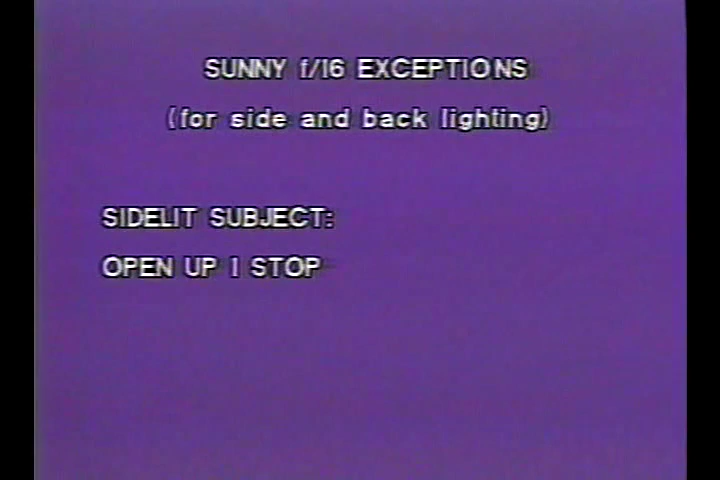 SUNNY f/16 EXCEPTIONS
(for side and back lighting)
SIDELIT SUBJECT:
OPEN UP 1 STOP